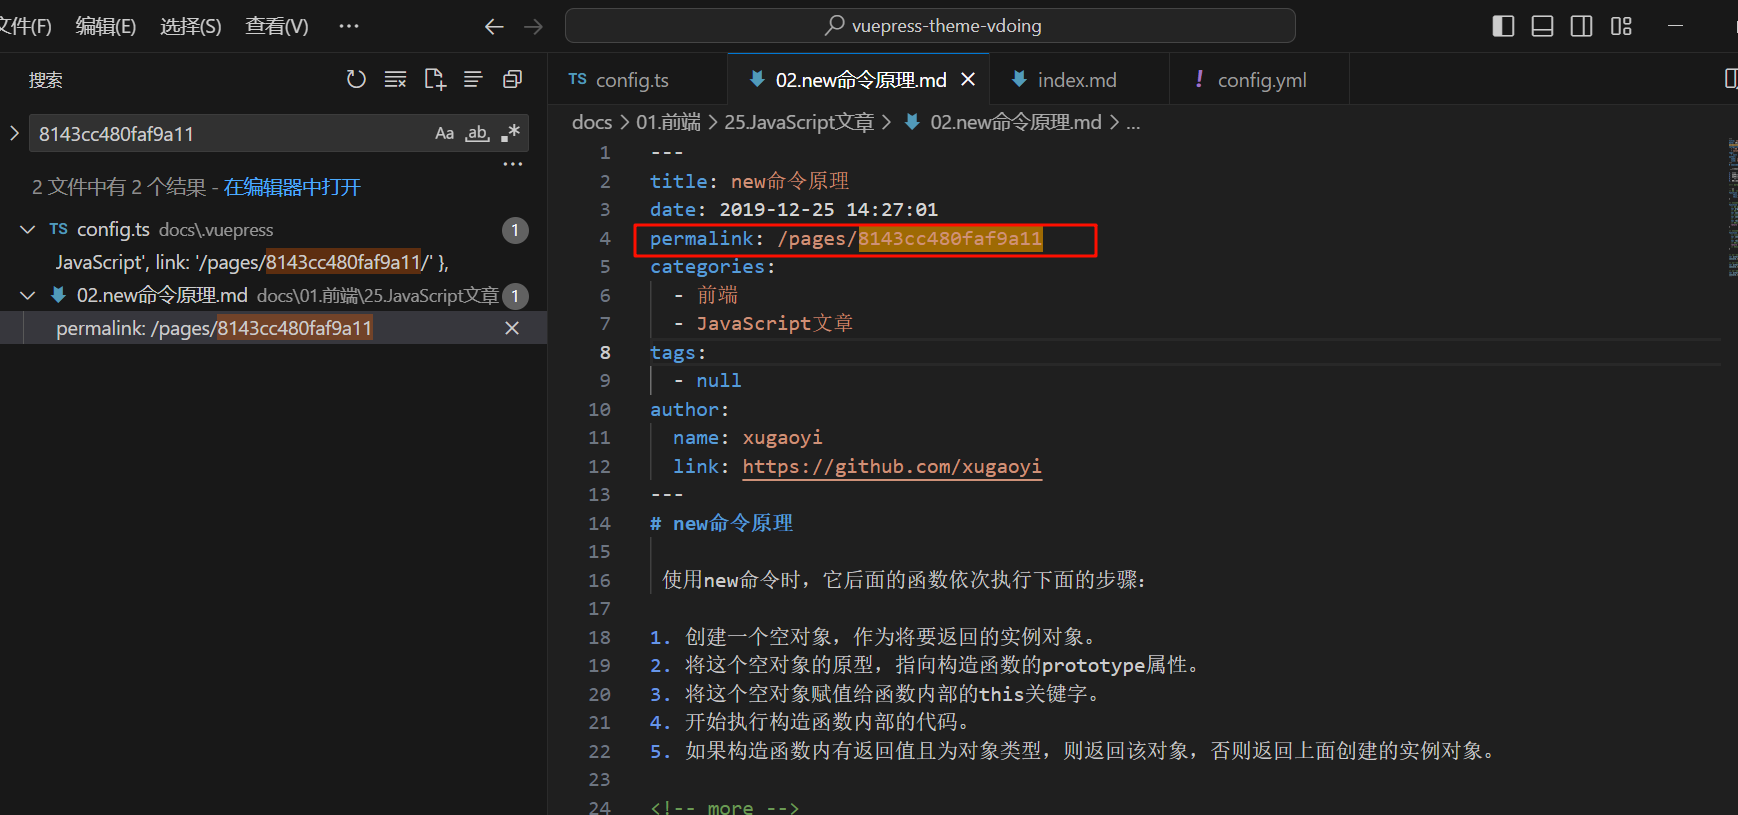 文件(F) 编辑(E) 选择(S) 查看(V) ··· vuepress-theme-vdoing
搜索
8143cc480faf9a11 Aa ab .*
···
2 文件中有 2 个结果 - 在编辑器中打开
TS config.ts docs\.vuepress 1
JavaScript', link: '/pages/8143cc480faf9a11/' },
02.new命令原理.md docs\01.前端\25.JavaScript文章 1
permalink: /pages/8143cc480faf9a11
TS config.ts 02.new命令原理.md index.md ! config.yml
docs > 01.前端 > 25.JavaScript文章 > 02.new命令原理.md > ...
1 ---
2 title: new命令原理
3 date: 2019-12-25 14:27:01
4 permalink: /pages/8143cc480faf9a11
5 categories:
6 - 前端
7 - JavaScript文章
8 tags:
9 - null
10 author:
11 name: xugaoyi
12 link: https://github.com/xugaoyi
13 ---
14 # new命令原理
15
16 使用new命令时，它后面的函数依次执行下面的步骤：
17
18 1. 创建一个空对象，作为将要返回的实例对象。
19 2. 将这个空对象的原型，指向构造函数的prototype属性。
20 3. 将这个空对象赋值给函数内部的this关键字。
21 4. 开始执行构造函数内部的代码。
22 5. 如果构造函数内有返回值且为对象类型，则返回该对象，否则返回上面创建的实例对象。
23
24 <!-- more -->